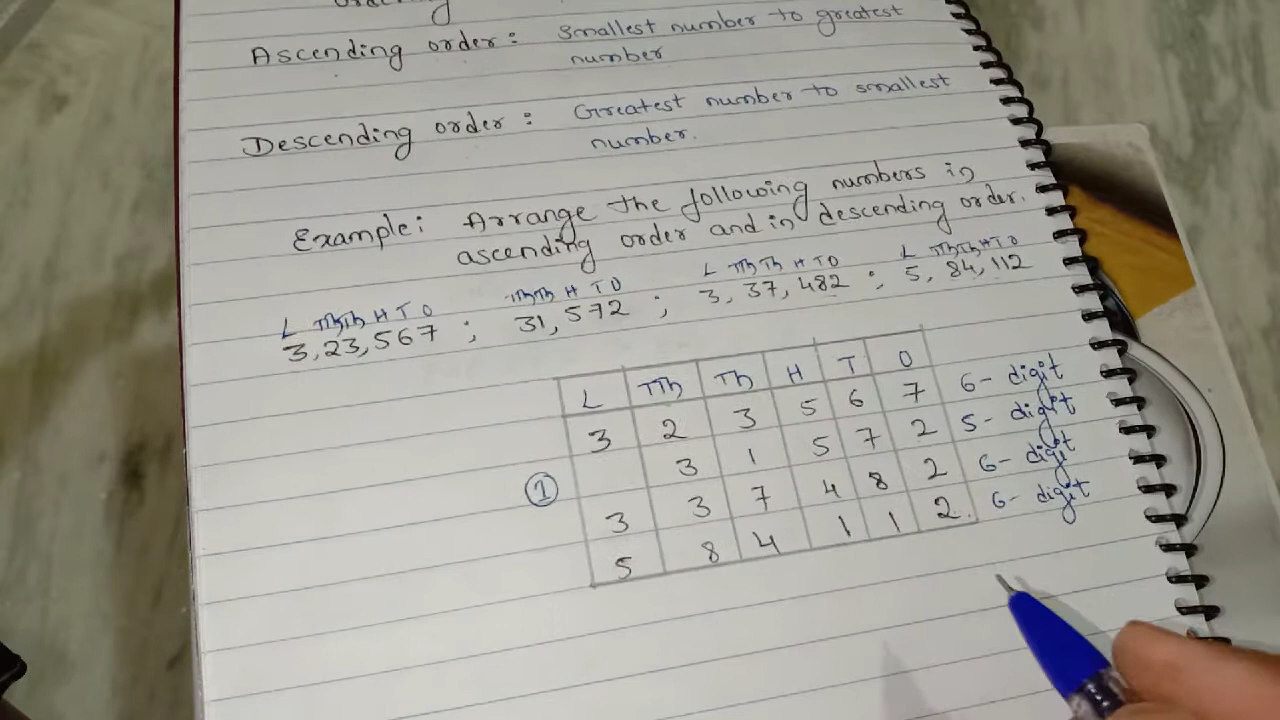 Ordering
Ascending order: Smallest number to greatest
number
Descending order: Greatest number to smallest
number.
Example: Arrange the following numbers in
ascending order and in descending order.
L TTh Th H T O TTh Th H T O L TTh Th H T O L TTh Th H T O
3,23,567 ; 31,572 ; 3,37,482 ; 5,84,112
L TTh Th H T O
3 2 3 5 6 7 6-digit
3 1 5 7 2 5-digit
① 3 3 7 4 8 2 6-digit
5 8 4 1 1 2. 6-digit